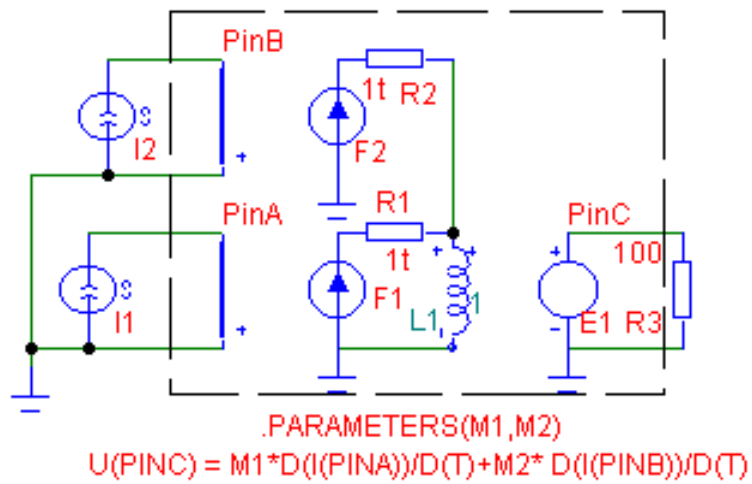 PinB
1t
R2
S
I2
F2
PinA
R1
PinC
1t
100
S
F1
1
I1
L1
E1
R3
.PARAMETERS(M1,M2)
U(PINC) = M1*D(I(PINA))/D(T)+M2* D(I(PINB))/D(T)